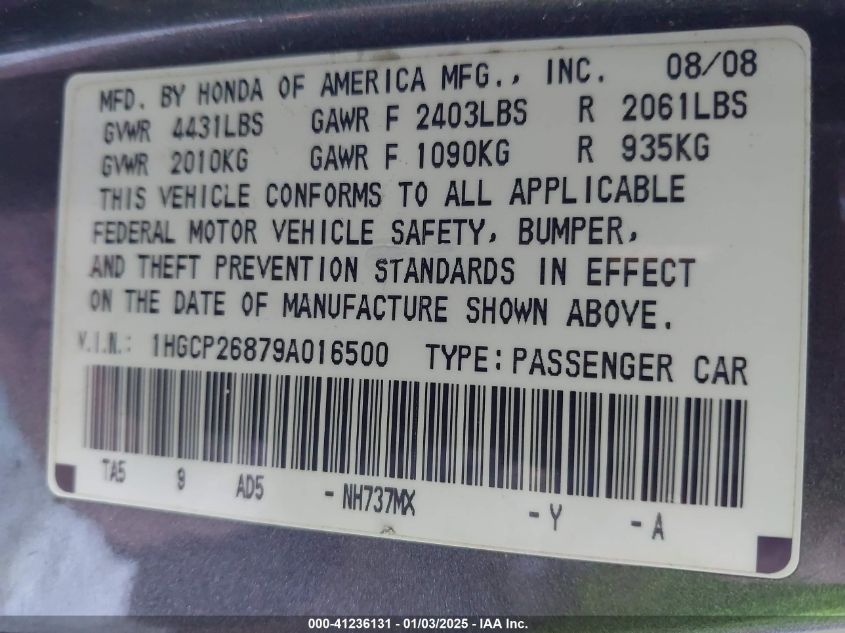 MFD. BY HONDA OF AMERICA MFG., INC. 08/08
GVWR 4431LBS GAWR F 2403LBS R 2061LBS
GVWR 2010KG GAWR F 1090KG R 935KG
THIS VEHICLE CONFORMS TO ALL APPLICABLE
FEDERAL MOTOR VEHICLE SAFETY, BUMPER,
AND THEFT PREVENTION STANDARDS IN EFFECT
ON THE DATE OF MANUFACTURE SHOWN ABOVE.
V.I.N.: 1HGCP26879A016500 TYPE: PASSENGER CAR
TA5 9 AD5 - NH737MX - Y - A
000-41236131 - 01/03/2025 - IAA Inc.